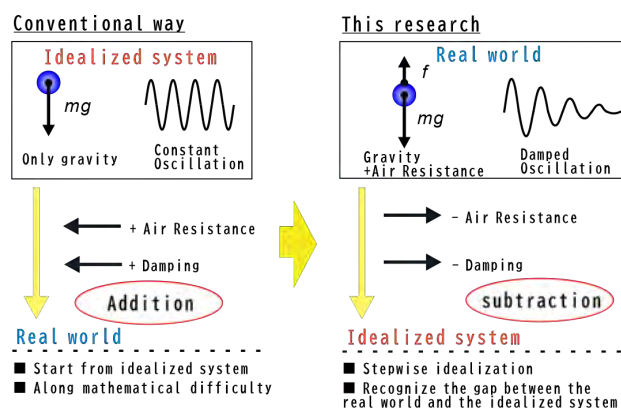 Conventional way
Idealized system
mg
Only gravity
Constant
Oscillation
+ Air Resistance
+ Damping
Addition
Real world
■ Start from idealized system
■ Along mathematical difficulty
This research
Real world
f
mg
Gravity
+Air Resistance
Damped
Oscillation
− Air Resistance
− Damping
subtraction
Idealized system
■ Stepwise idealization
■ Recognize the gap between the
real world and the idealized system